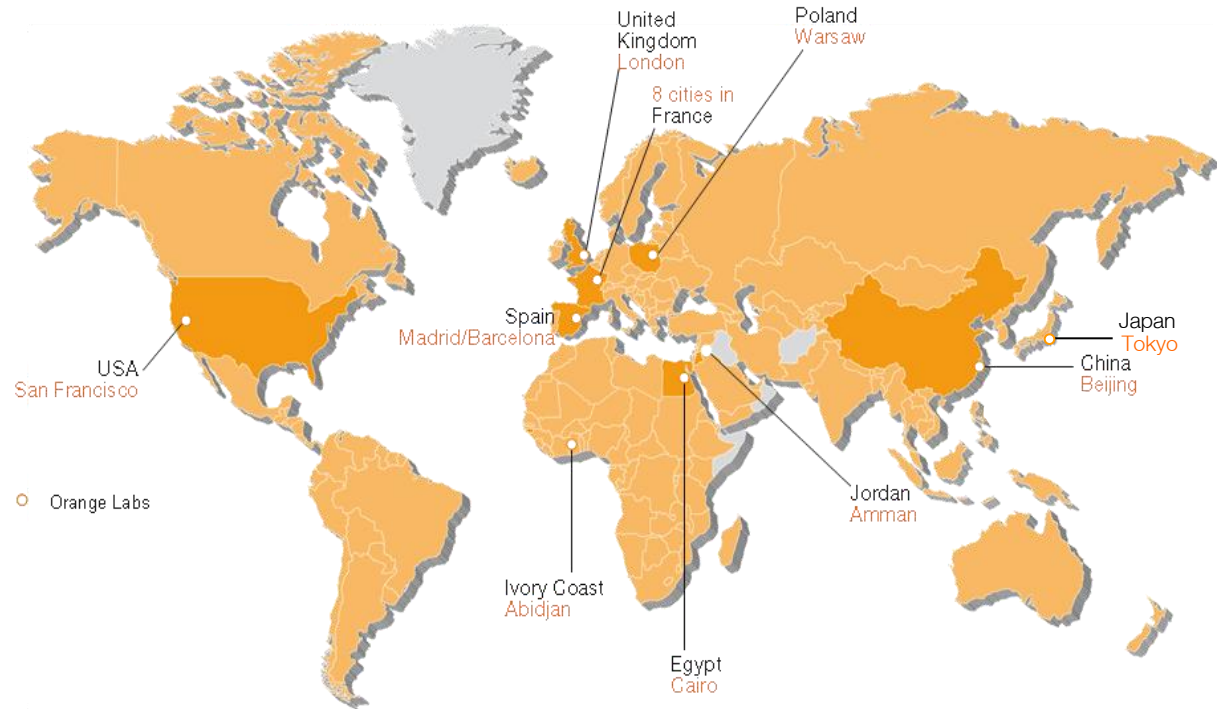 United
Kingdom
London
Poland
Warsaw
8 cities in
France
Spain
Madrid/Barcelona
Japan
Tokyo
USA
San Francisco
China
Beijing
Jordan
Amman
Orange Labs
Ivory Coast
Abidjan
Egypt
Cairo